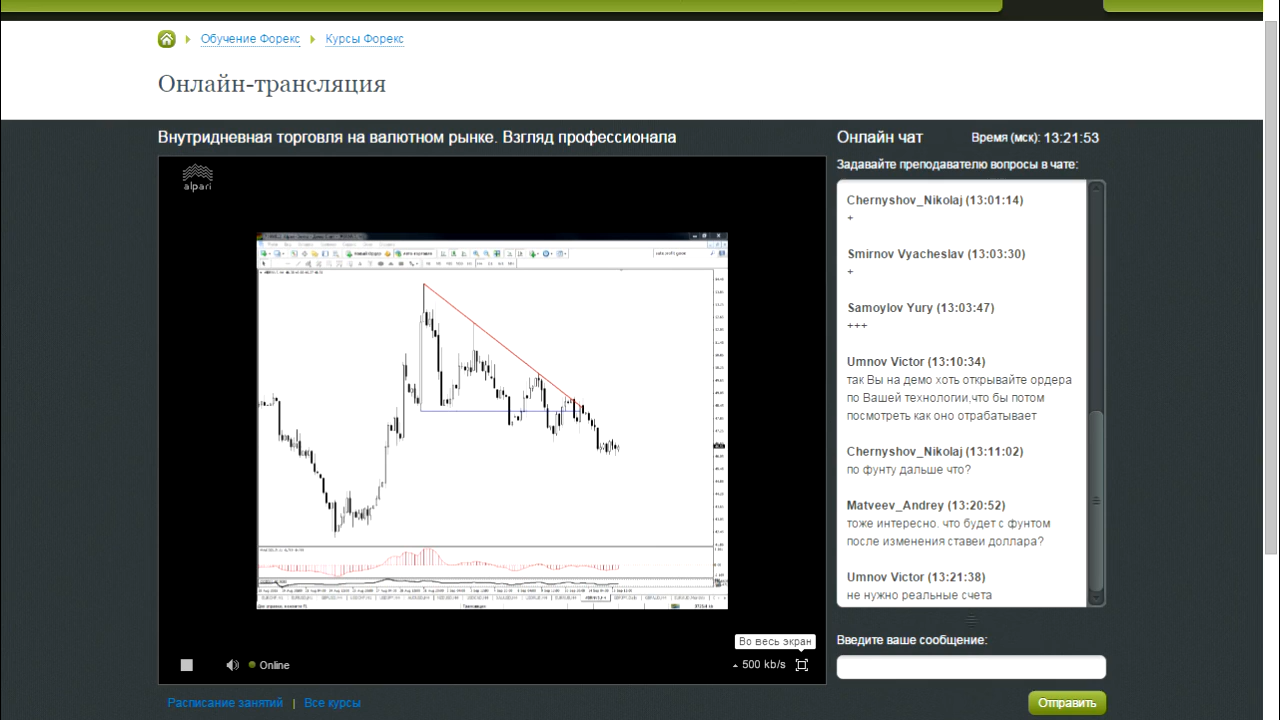 Обучение Форекс
Курсы Форекс
Онлайн-трансляция
Внутридневная торговля на валютном рынке. Взгляд профессионала
alpari
Во весь экран
Online
500 kb/s
Расписание занятий | Все курсы
Онлайн чат
Время (мск): 13:21:53
Задавайте преподавателю вопросы в чате:
Chernyshov_Nikolaj (13:01:14)
+
Smirnov Vyacheslav (13:03:30)
+
Samoylov Yury (13:03:47)
+++
Umnov Victor (13:10:34)
так Вы на демо хоть открывайте ордера
по Вашей технологии,что бы потом
посмотреть как оно отрабатывает
Chernyshov_Nikolaj (13:11:02)
по фунту дальше что?
Matveev_Andrey (13:20:52)
тоже интересно. что будет с фунтом
после изменения ставеи доллара?
Umnov Victor (13:21:38)
не нужно реальные счета
Введите ваше сообщение:
Отправить